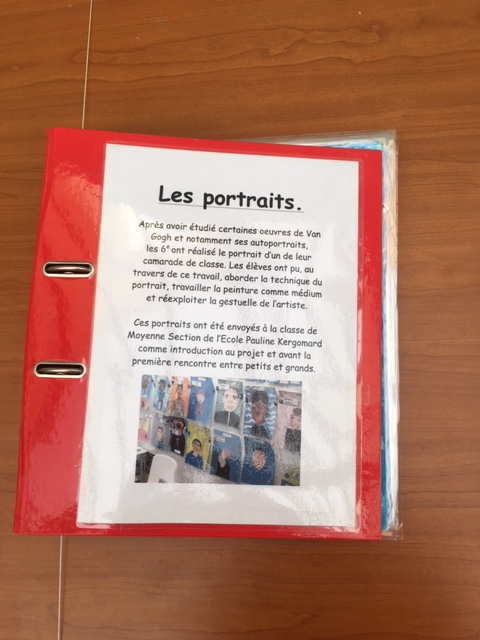 Les portraits.
Après avoir étudié certaines oeuvres de Van
Gogh et notamment ses autoportraits,
les 6e ont réalisé le portrait d'un de leur
camarade de classe. Les élèves ont pu, au
travers de ce travail, aborder la technique du
portrait, travailler la peinture comme médium
et réexploiter la gestuelle de l'artiste.
Ces portraits ont été envoyés à la classe de
Moyenne Section de l'Ecole Pauline Kergomard
comme introduction au projet et avant la
première rencontre entre petits et grands.